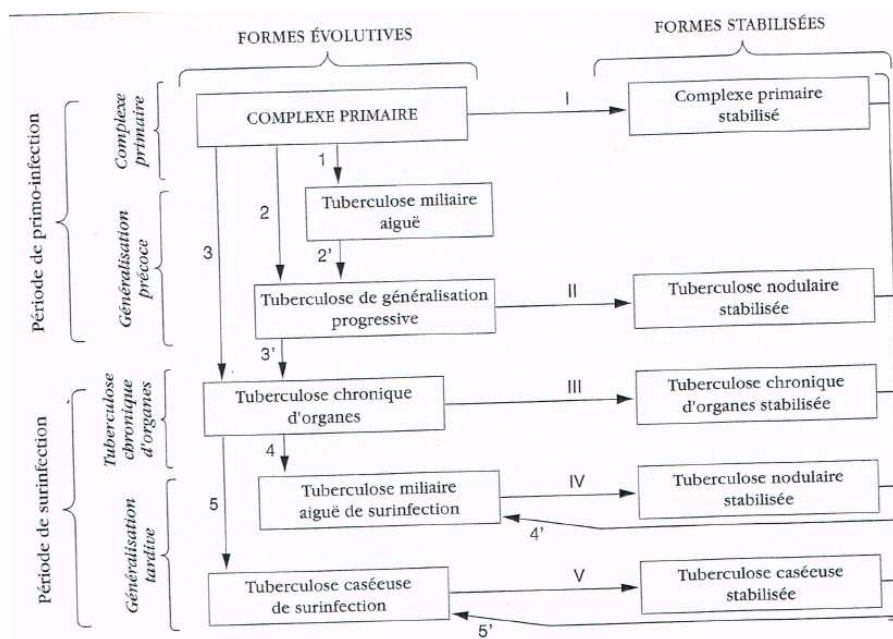 FORMES ÉVOLUTIVES
FORMES STABILISÉES
Période de primo-infection
Complexe
primaire
COMPLEXE PRIMAIRE
I
Complexe primaire
stabilisé
1
2
3
Généralisation
précoce
Tuberculose miliaire
aiguë
2'
Tuberculose de généralisation
progressive
II
Tuberculose nodulaire
stabilisée
3'
Période de surinfection
Tuberculose
chronique
d'organes
Tuberculose chronique
d'organes
III
Tuberculose chronique
d'organes stabilisée
4
5
Généralisation
tardive
Tuberculose miliaire
aiguë de surinfection
IV
Tuberculose nodulaire
stabilisée
4'
Tuberculose caséeuse
de surinfection
V
Tuberculose caséeuse
stabilisée
5'